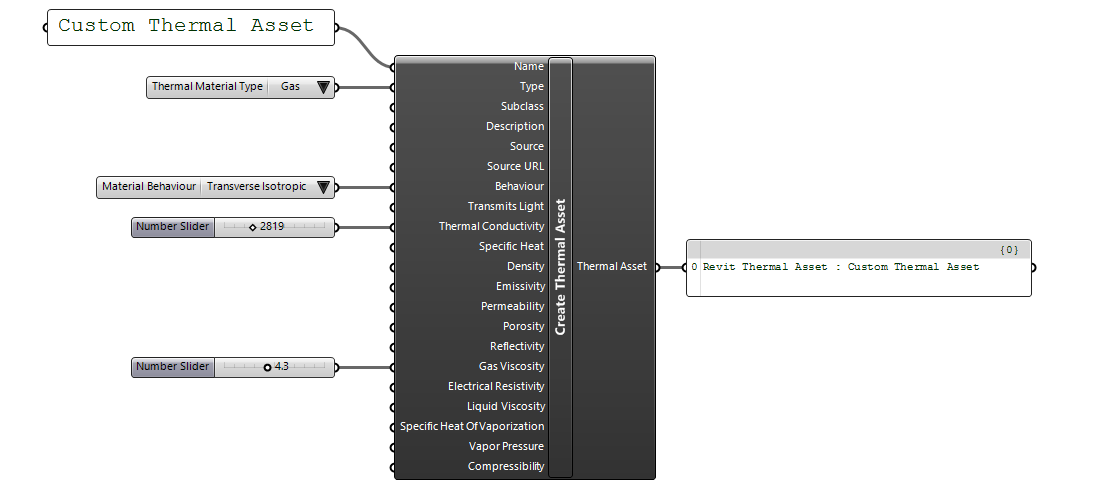 Custom Thermal Asset
Name
Thermal Material Type Gas
Type
Subclass
Description
Source
Source URL
Material Behaviour Transverse Isotropic
Behaviour
Transmits Light
Number Slider 2819
Thermal Conductivity
Specific Heat
Density
Emissivity
Permeability
Porosity
Reflectivity
Number Slider 4.3
Gas Viscosity
Electrical Resistivity
Liquid Viscosity
Specific Heat Of Vaporization
Vapor Pressure
Compressibility
Create Thermal Asset
Thermal Asset
{0}
0 Revit Thermal Asset : Custom Thermal Asset